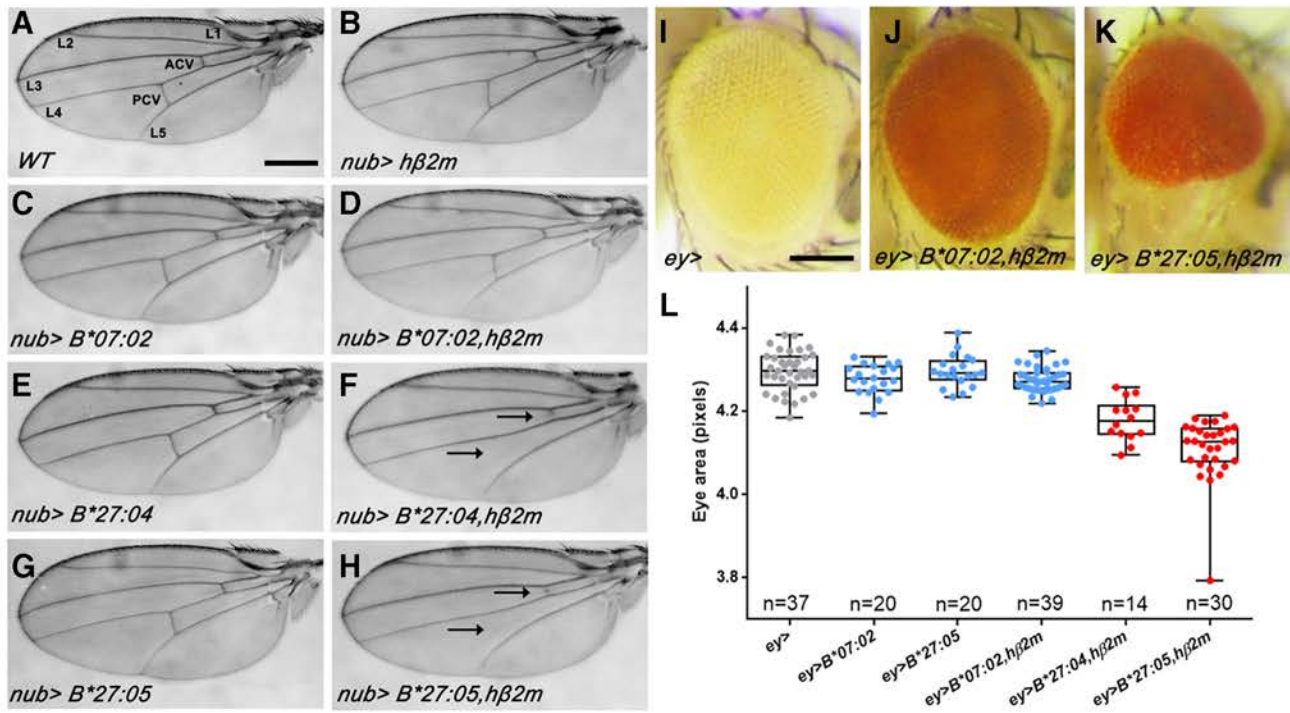 A
L1
L2
ACV
L3
PCV
L4
L5
WT
B
nub> hβ2m
C
nub> B*07:02
D
nub> B*07:02,hβ2m
E
nub> B*27:04
F
nub> B*27:04,hβ2m
G
nub> B*27:05
H
nub> B*27:05,hβ2m
I
ey>
J
ey> B*07:02,hβ2m
K
ey> B*27:05,hβ2m
L
Eye area (pixels)
4.4
4.2
4.0
3.8
n=37 n=20 n=20 n=39 n=14 n=30
ey>
ey>B*07:02
ey>B*27:05
ey>B*07:02,hβ2m
ey>B*27:04,hβ2m
ey>B*27:05,hβ2m